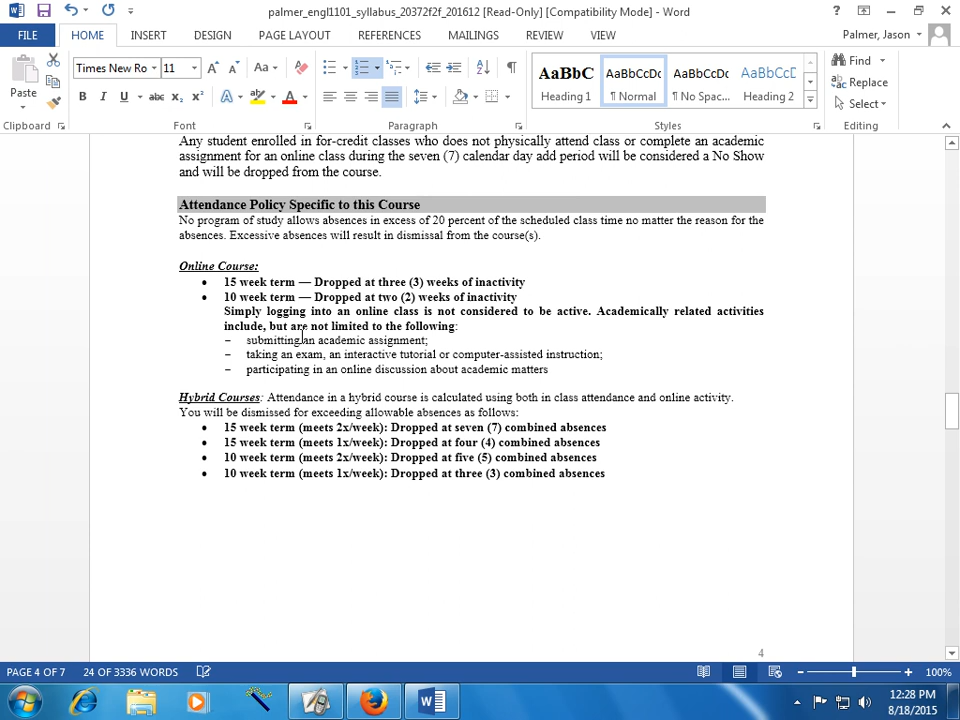 palmer_engl1101_syllabus_20372f2f_201612 [Read-Only] [Compatibility Mode] - Word
FILE HOME INSERT DESIGN PAGE LAYOUT REFERENCES MAILINGS REVIEW VIEW Palmer, Jason
Paste
Times New Ro 11 Aa
B I U abc x₂ x² A A
AaBbC AaBbCcDc AaBbCcDc AaBbCcD
Heading 1 ¶ Normal ¶ No Spac... Heading 2
Find
Replace
Select
Clipboard Font Paragraph Styles Editing
Any student enrolled in for-credit classes who does not physically attend class or complete an academic
assignment for an online class during the seven (7) calendar day add period will be considered a No Show
and will be dropped from the course.
Attendance Policy Specific to this Course
No program of study allows absences in excess of 20 percent of the scheduled class time no matter the reason for the
absences. Excessive absences will result in dismissal from the course(s).
Online Course:
• 15 week term — Dropped at three (3) weeks of inactivity
• 10 week term — Dropped at two (2) weeks of inactivity
Simply logging into an online class is not considered to be active. Academically related activities
include, but are not limited to the following:
– submitting an academic assignment;
– taking an exam, an interactive tutorial or computer-assisted instruction;
– participating in an online discussion about academic matters
Hybrid Courses: Attendance in a hybrid course is calculated using both in class attendance and online activity.
You will be dismissed for exceeding allowable absences as follows:
• 15 week term (meets 2x/week): Dropped at seven (7) combined absences
• 15 week term (meets 1x/week): Dropped at four (4) combined absences
• 10 week term (meets 2x/week): Dropped at five (5) combined absences
• 10 week term (meets 1x/week): Dropped at three (3) combined absences
4
PAGE 4 OF 7 24 OF 3336 WORDS 100%
12:28 PM
8/18/2015